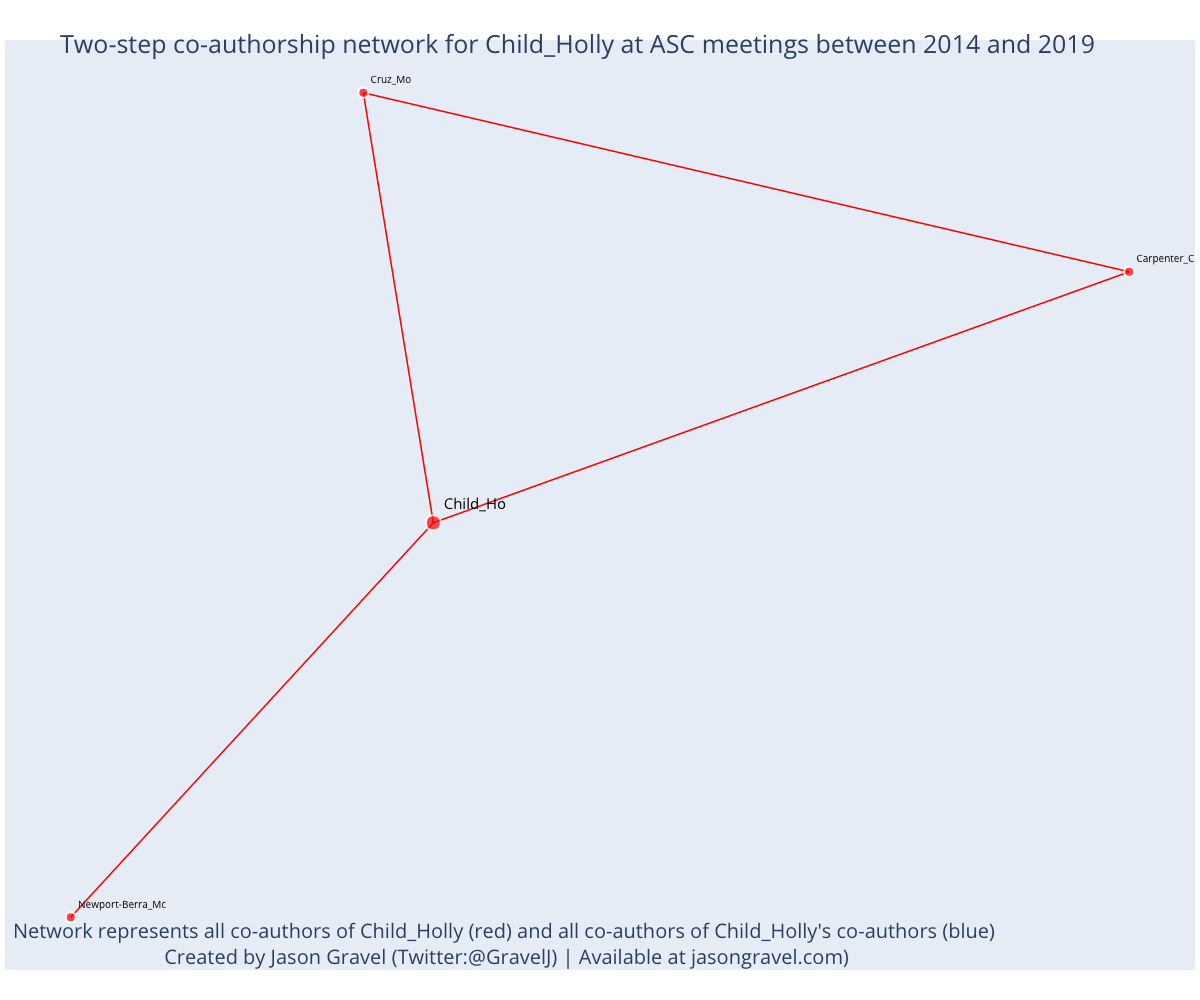 Two-step co-authorship network for Child_Holly at ASC meetings between 2014 and 2019
Cruz_Mo
Carpenter_C
Child_Ho
Newport-Berra_Mc
Network represents all co-authors of Child_Holly (red) and all co-authors of Child_Holly's co-authors (blue)
Created by Jason Gravel (Twitter:@GravelJ) | Available at jasongravel.com)